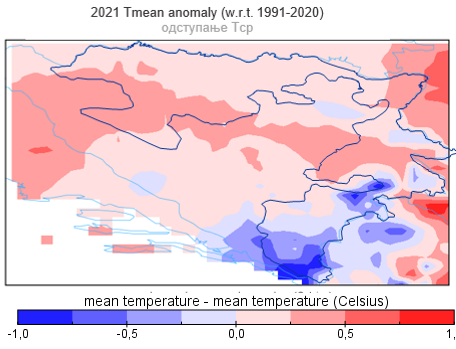 2021 Tmean anomaly (w.r.t. 1991-2020)
одступање Тср
mean temperature - mean temperature (Celsius)
-1,0 -0,5 0,0 0,5 1,